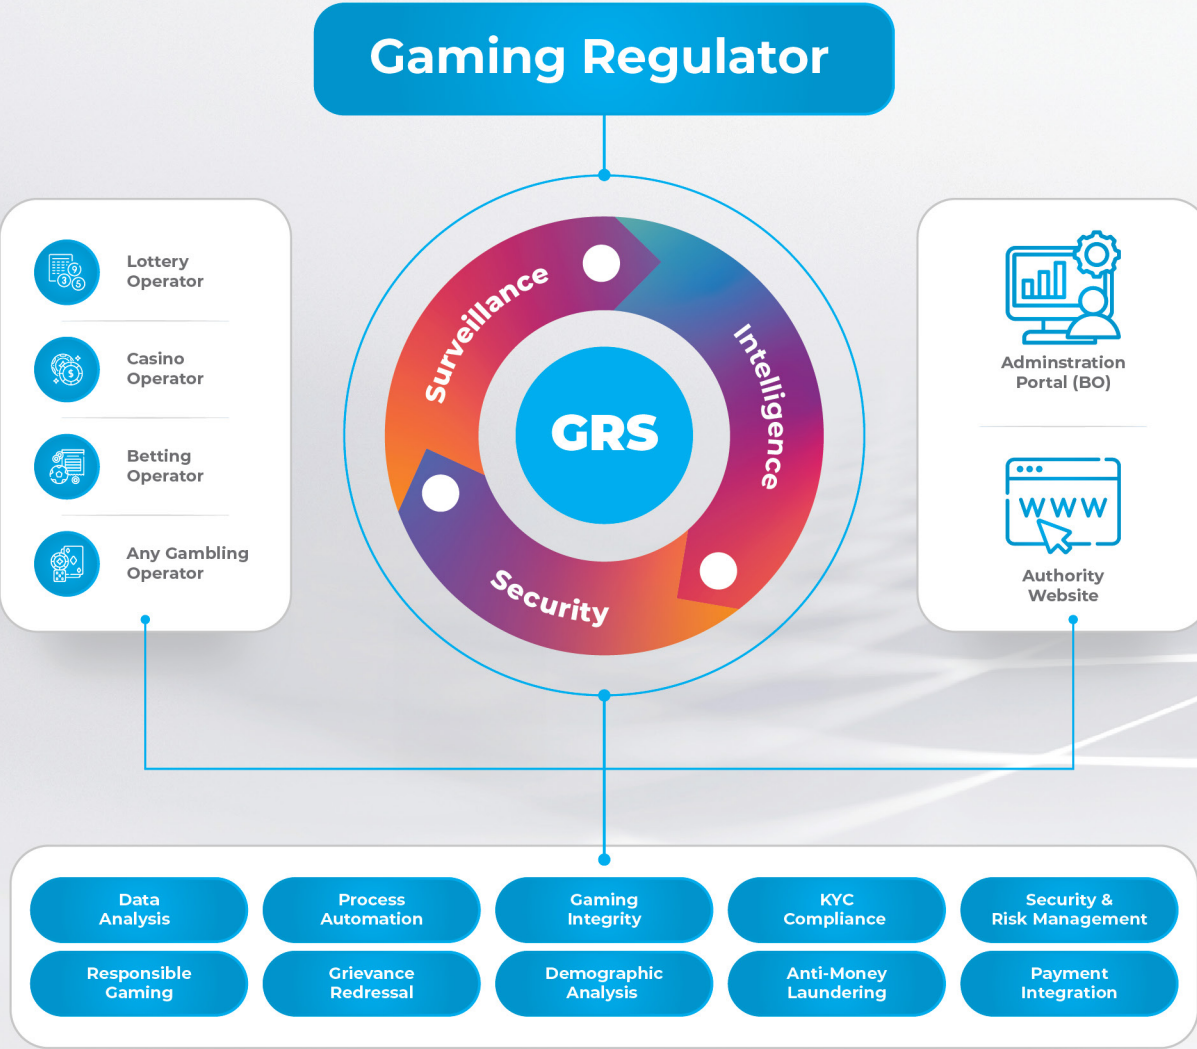 Gaming Regulator
Lottery
Operator
Casino
Operator
Betting
Operator
Any Gambling
Operator
Surveillance
Intelligence
Security
GRS
Adminstration
Portal (BO)
WWW
Authority
Website
Data
Analysis
Process
Automation
Gaming
Integrity
KYC
Compliance
Security &
Risk Management
Responsible
Gaming
Grievance
Redressal
Demographic
Analysis
Anti-Money
Laundering
Payment
Integration